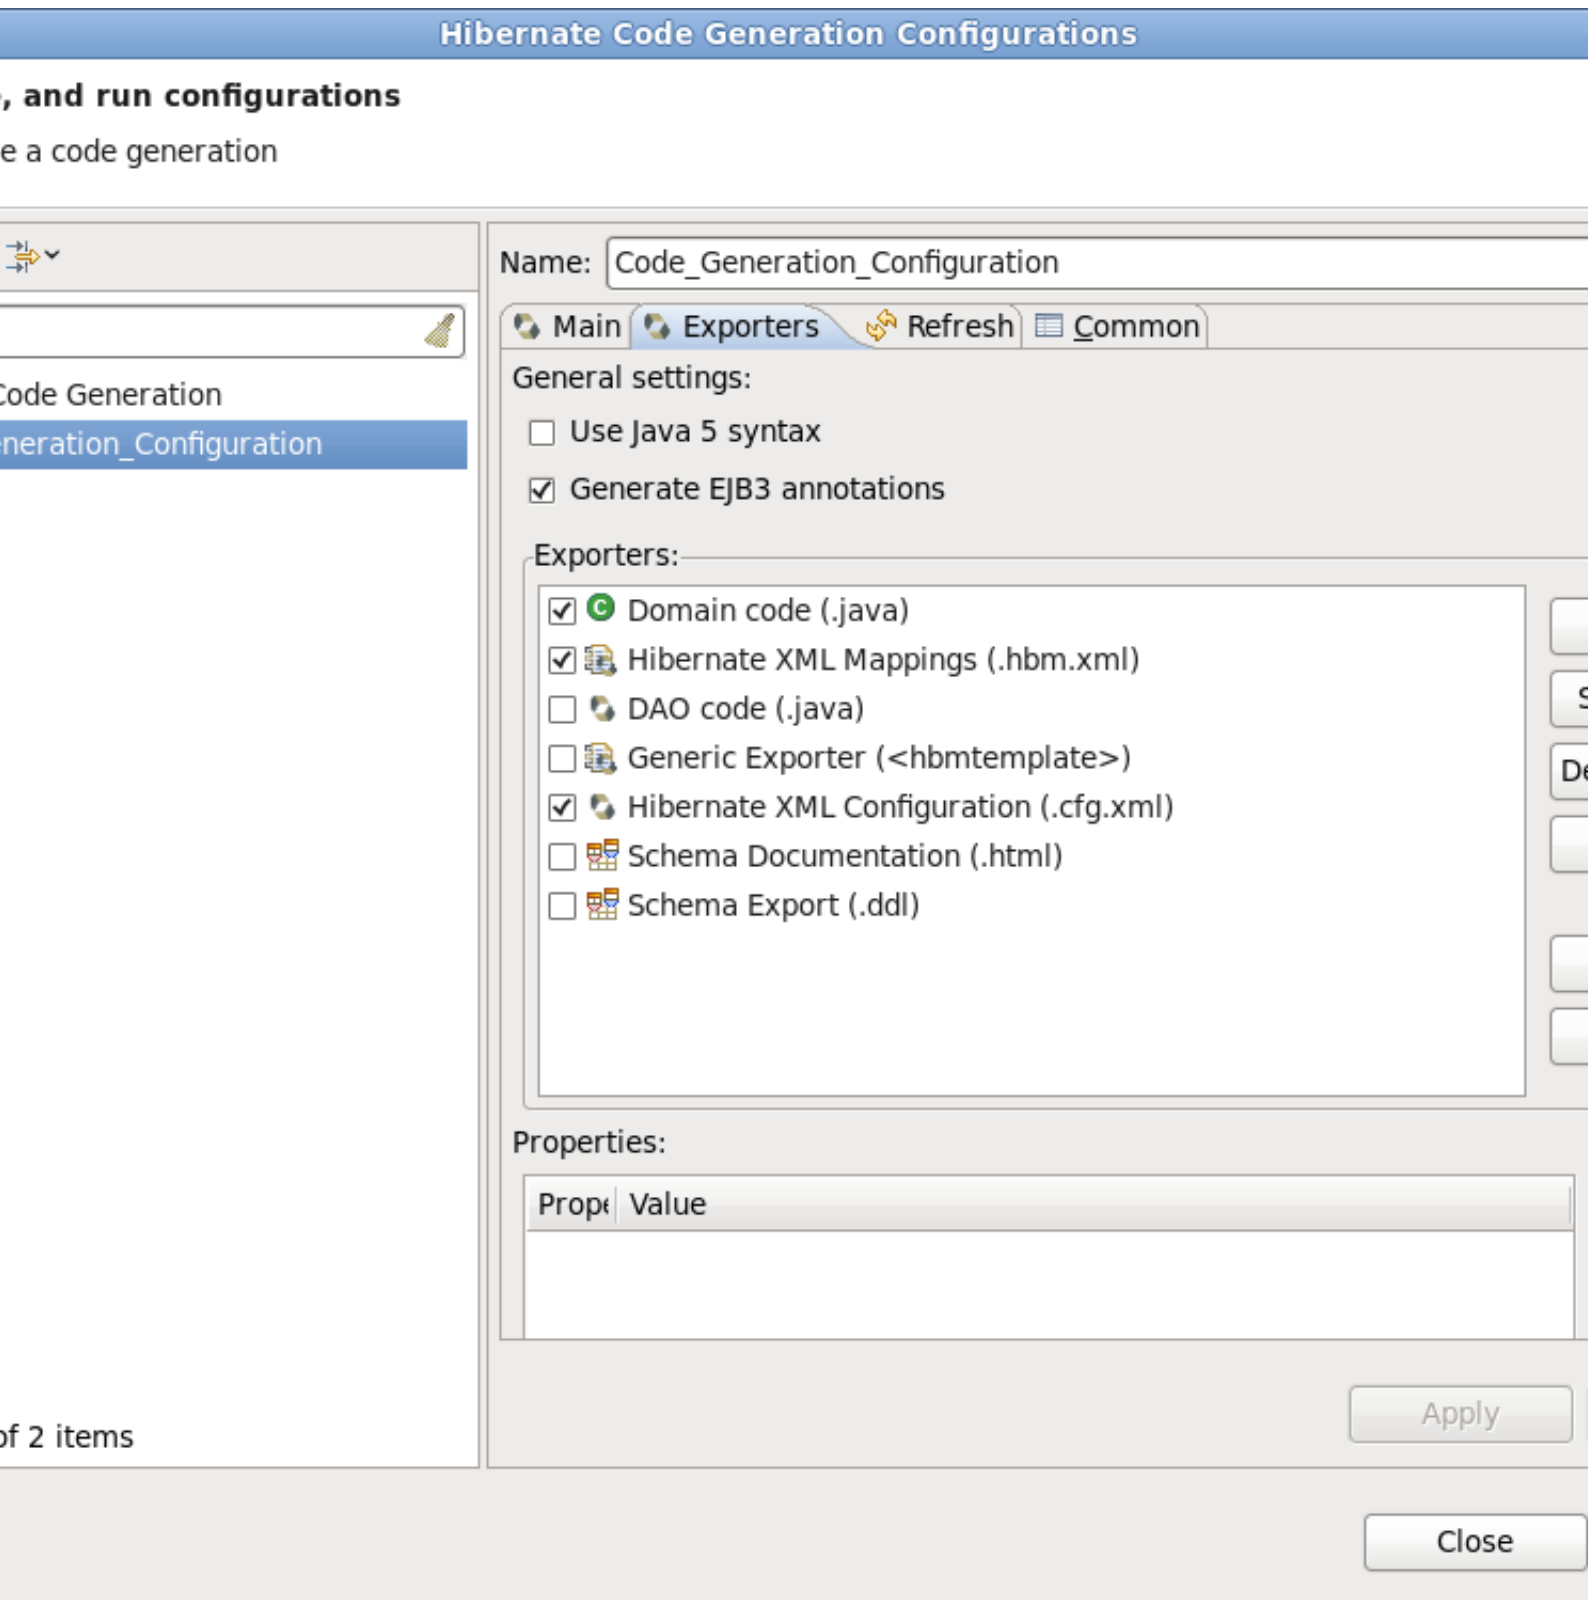 Hibernate Code Generation Configurations
, and run configurations
e a code generation
Name: Code_Generation_Configuration
Main Exporters Refresh Common
General settings:
Code Generation
Use Java 5 syntax
neration_Configuration
Generate EJB3 annotations
Exporters:
Domain code (.java)
Hibernate XML Mappings (.hbm.xml)
DAO code (.java)
Generic Exporter (<hbmtemplate>)
Hibernate XML Configuration (.cfg.xml)
Schema Documentation (.html)
Schema Export (.ddl)
S
De
Properties:
Prope Value
of 2 items
Apply
Close